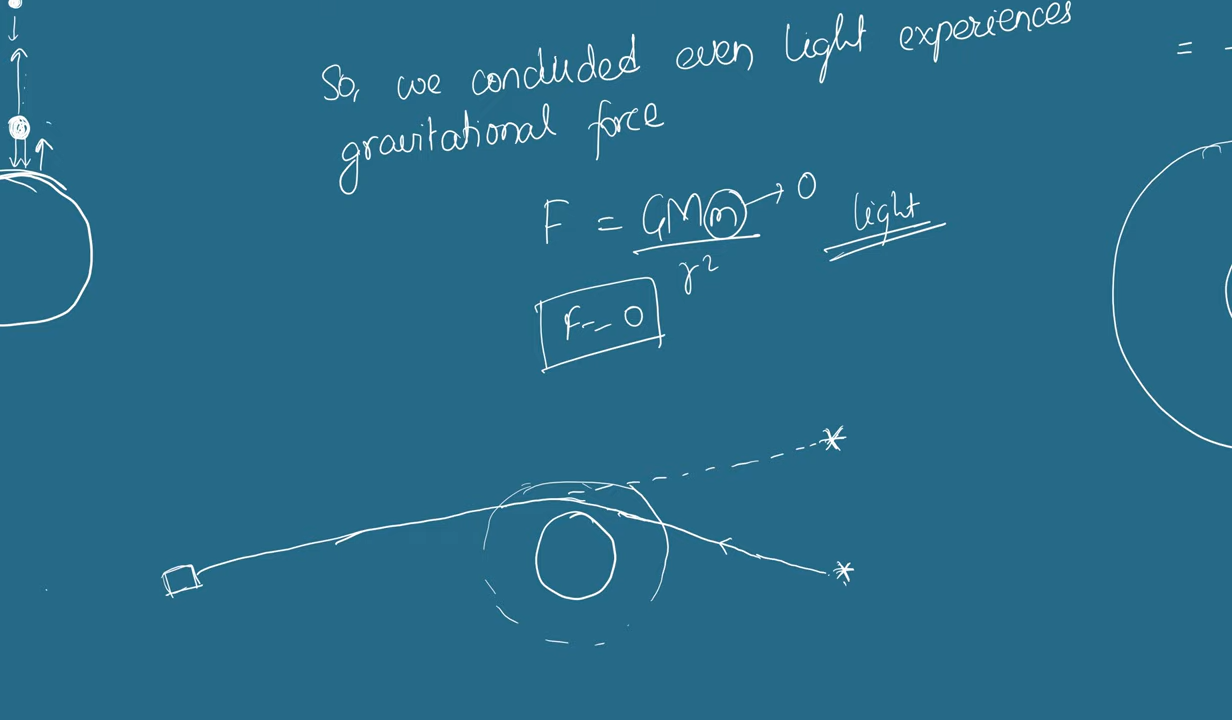 So, we concluded even light experiences
gravitational force
F = GMm → 0 light
r²
F = 0
=